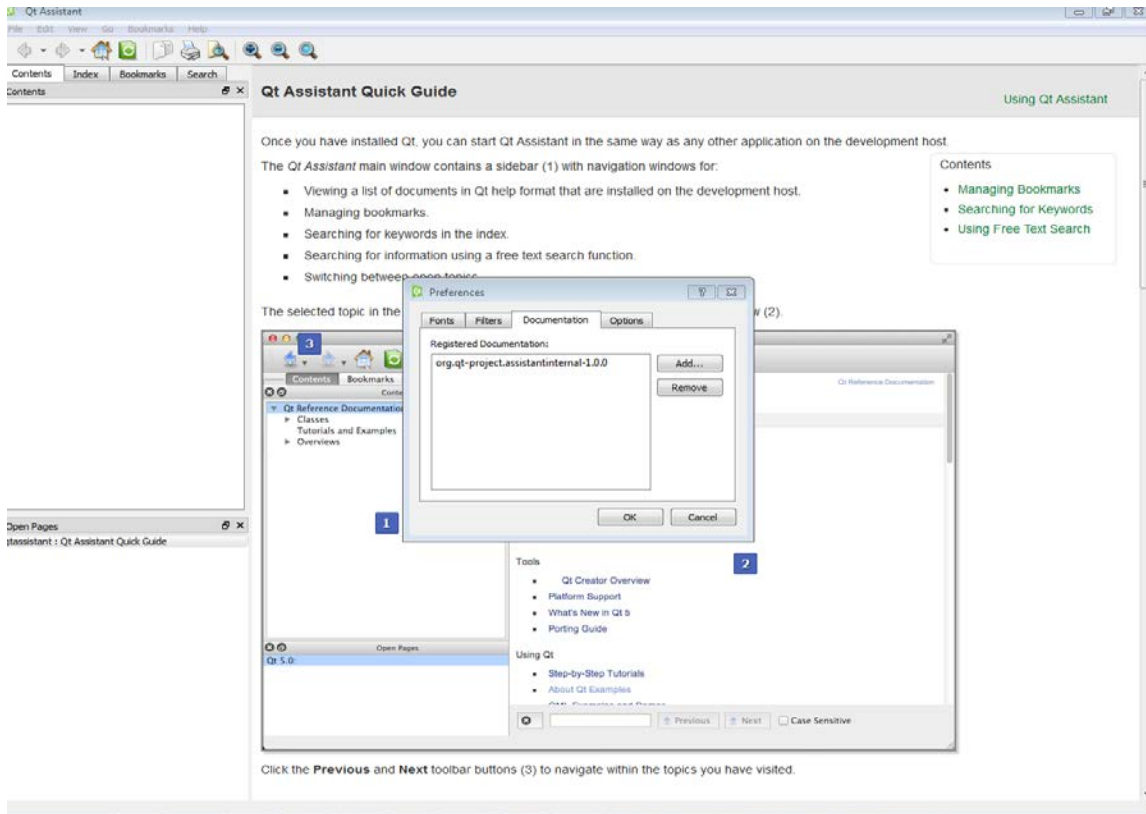 Qt Assistant
File Edit View Go Bookmarks Help
Contents Index Bookmarks Search
Contents
Qt Assistant Quick Guide
Using Qt Assistant
Once you have installed Qt, you can start Qt Assistant in the same way as any other application on the development host.
The Qt Assistant main window contains a sidebar (1) with navigation windows for:
Viewing a list of documents in Qt help format that are installed on the development host.
Managing bookmarks.
Searching for keywords in the index.
Searching for information using a free text search function.
Switching between open topics.
Contents
Managing Bookmarks
Searching for Keywords
Using Free Text Search
The selected topic in the
w (2).
Preferences
Fonts Filters Documentation Options
Registered Documentation:
org.qt-project.assistantinternal-1.0.0
Add...
Remove
OK Cancel
3
Contents Bookmarks
Conte
Qt Reference Documentation
Qt Reference Documentation
Classes
Tutorials and Examples
Overviews
1
2
Open Pages
qtassistant : Qt Assistant Quick Guide
Tools
Qt Creator Overview
Platform Support
What's New in Qt 5
Porting Guide
Open Pages
Qt 5.0:
Using Qt
Step-by-Step Tutorials
About Qt Examples
Previous Next Case Sensitive
Click the Previous and Next toolbar buttons (3) to navigate within the topics you have visited.